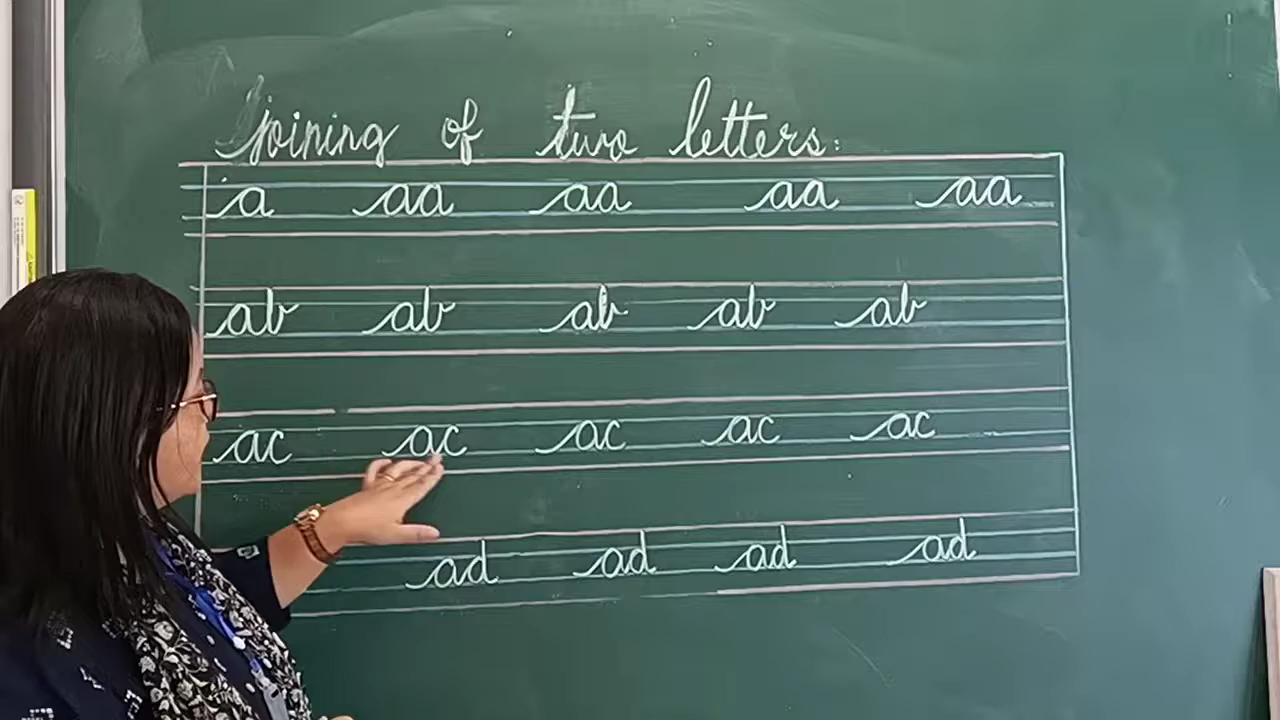 joining of two letters:
a aa aa aa aa
ab ab ab ab ab
ac ac ac ac ac
ad ad ad ad